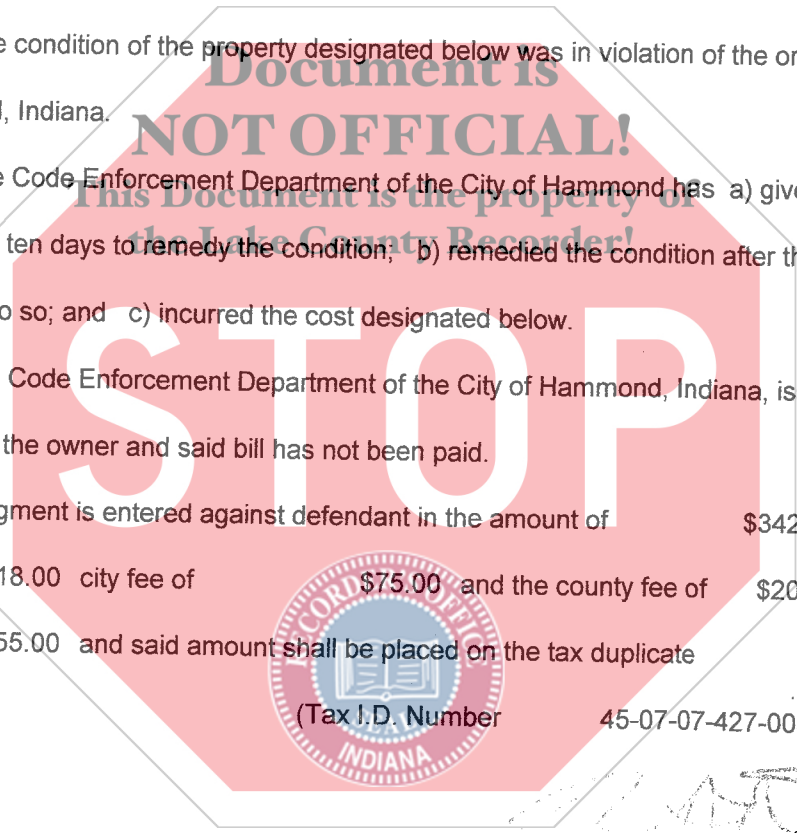 e condition of the property designated below was in violation of the or
Document is
, Indiana.
NOT OFFICIAL!
e Code Enforcement Department of the City of Hammond has a) give
This Document is the property of
ten days to remedy the condition; b) remedied the condition after th
the Lake County Recorder!
o so; and c) incurred the cost designated below.
STOP
Code Enforcement Department of the City of Hammond, Indiana, is
the owner and said bill has not been paid.
gment is entered against defendant in the amount of $342
18.00 city fee of $75.00 and the county fee of $20
55.00 and said amount shall be placed on the tax duplicate
(Tax I.D. Number 45-07-07-427-00
RECORDER'S OFFICE
SEAL
INDIANA